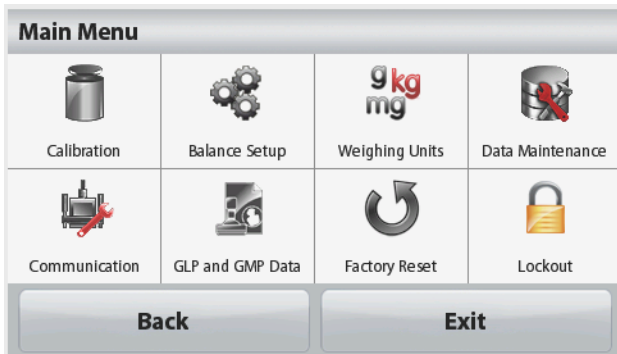 Main Menu
g kg
mg
Calibration Balance Setup Weighing Units Data Maintenance
Communication GLP and GMP Data Factory Reset Lockout
Back Exit